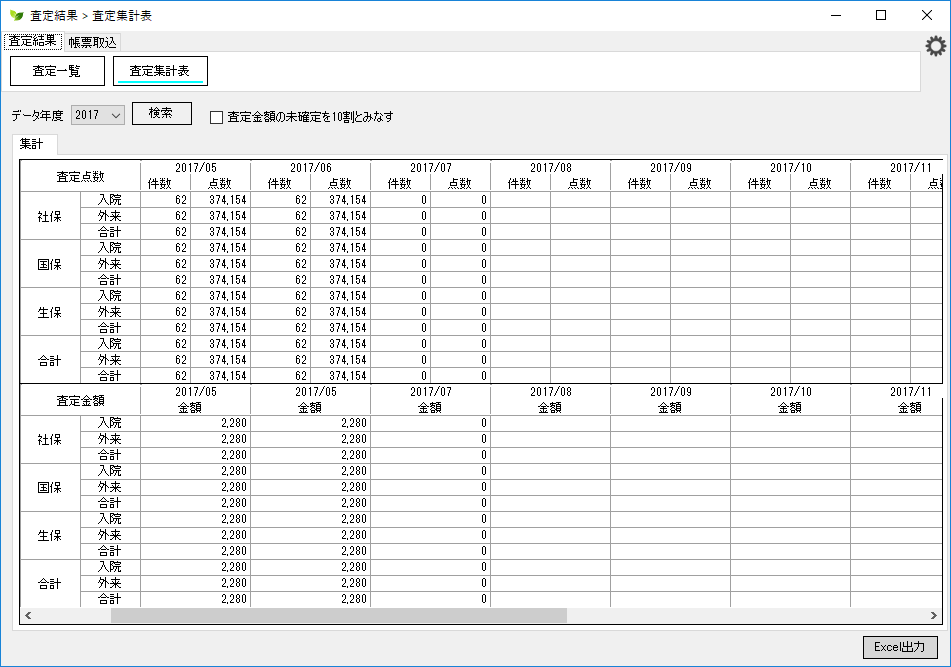 査定結果 > 査定集計表
査定結果 帳票取込
査定一覧 査定集計表
データ年度 2017 検索 査定金額の未確定を10割とみなす
集計
査定点数 2017/05 2017/06 2017/07 2017/08 2017/09 2017/10 2017/11
件数 点数 件数 点数 件数 点数 件数 点数 件数 点数 件数 点数 件数 点数
社保 入院 62 374,154 62 374,154 0 0
外来 62 374,154 62 374,154 0 0
合計 62 374,154 62 374,154 0 0
国保 入院 62 374,154 62 374,154 0 0
外来 62 374,154 62 374,154 0 0
合計 62 374,154 62 374,154 0 0
生保 入院 62 374,154 62 374,154 0 0
外来 62 374,154 62 374,154 0 0
合計 62 374,154 62 374,154 0 0
合計 入院 62 374,154 62 374,154 0 0
外来 62 374,154 62 374,154 0 0
合計 62 374,154 62 374,154 0 0
査定金額 2017/05 2017/05 2017/07 2017/08 2017/09 2017/10 2017/11
金額 金額 金額 金額 金額 金額 金額
社保 入院 2,280 2,280 0
外来 2,280 2,280 0
合計 2,280 2,280 0
国保 入院 2,280 2,280 0
外来 2,280 2,280 0
合計 2,280 2,280 0
生保 入院 2,280 2,280 0
外来 2,280 2,280 0
合計 2,280 2,280 0
合計 入院 2,280 2,280 0
外来 2,280 2,280 0
合計 2,280 2,280 0
Excel出力